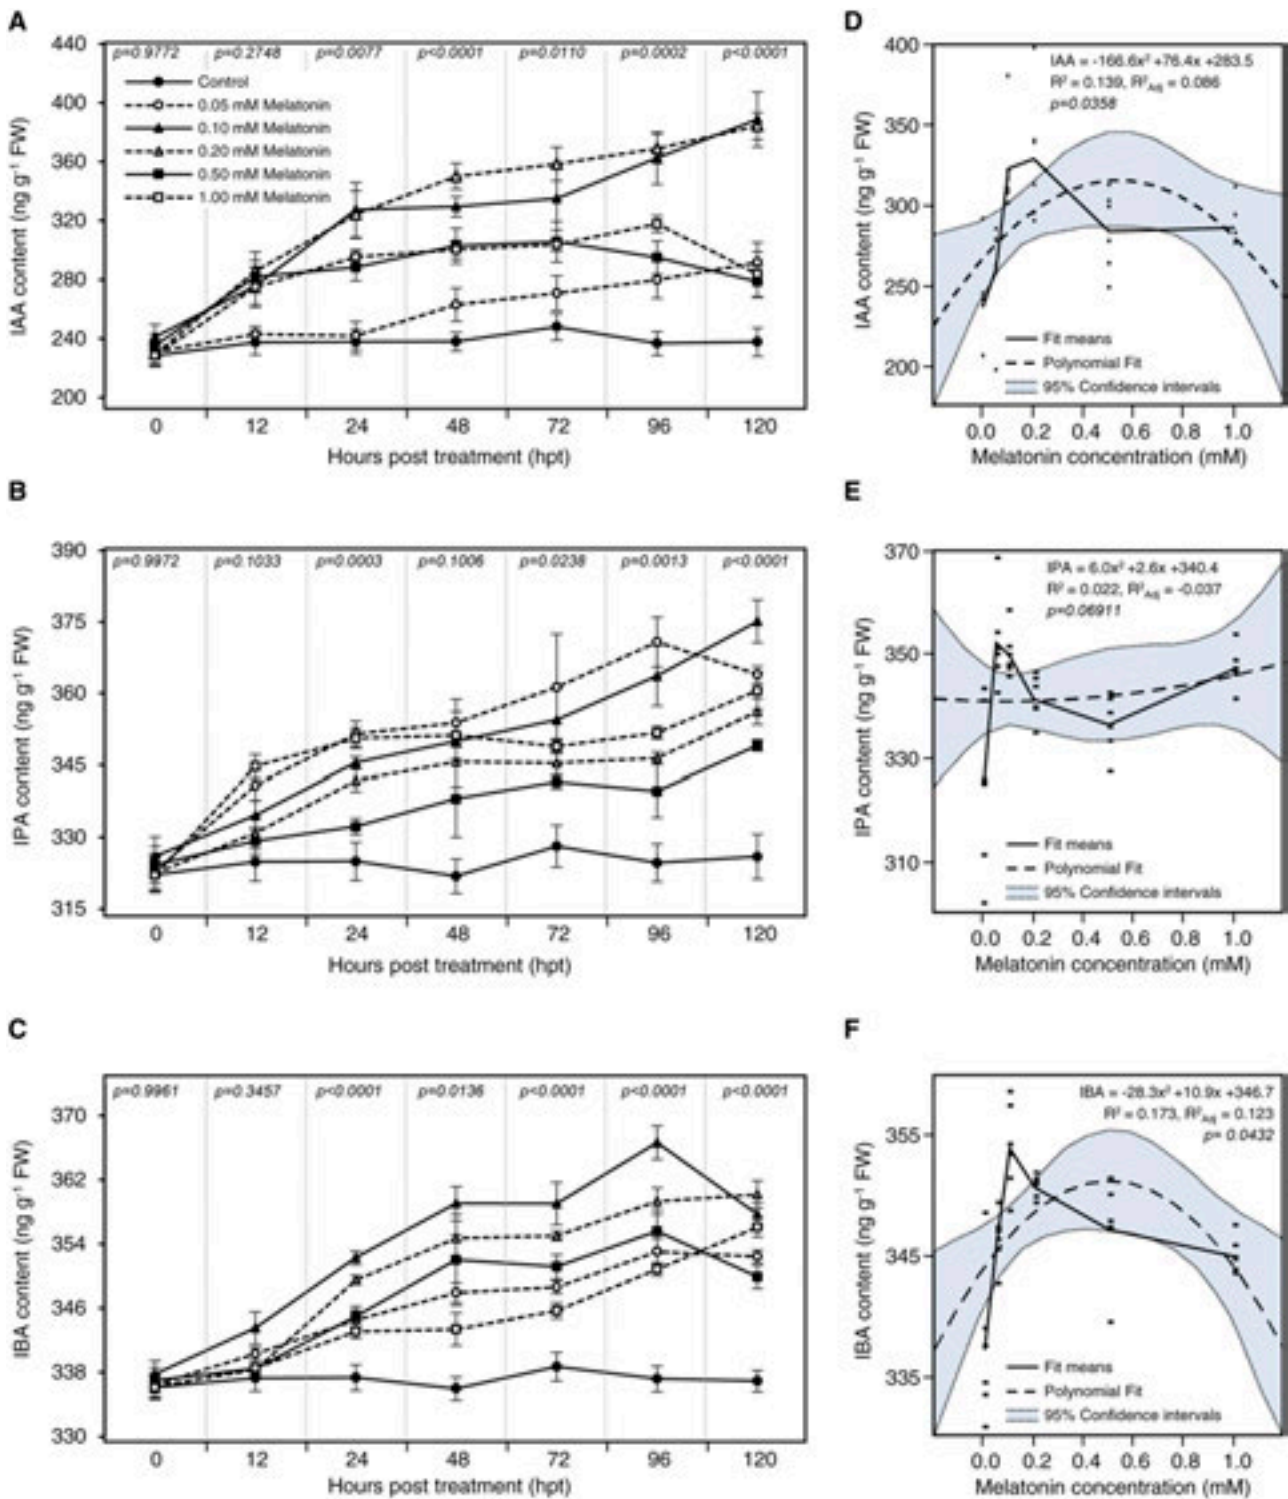 A
440
400
360
320
280
240
200
IAA content (ng g⁻¹ FW)
p=0.9772 p=0.2748 p=0.0077 p<0.0001 p=0.0110 p=0.0002 p<0.0001
Control
0.05 mM Melatonin
0.10 mM Melatonin
0.20 mM Melatonin
0.50 mM Melatonin
1.00 mM Melatonin
0 12 24 48 72 96 120
Hours post treatment (hpt)
D
400
350
300
250
200
IAA content (ng g⁻¹ FW)
IAA = -166.6x² +76.4x +283.5
R² = 0.139, R²Adj = 0.086
p=0.0358
Fit means
Polynomial Fit
95% Confidence intervals
0.0 0.2 0.4 0.6 0.8 1.0
Melatonin concentration (mM)
B
390
375
360
345
330
315
IPA content (ng g⁻¹ FW)
p=0.9972 p=0.1033 p=0.0003 p=0.1006 p=0.0238 p=0.0013 p<0.0001
0 12 24 48 72 96 120
Hours post treatment (hpt)
E
370
350
330
310
IPA content (ng g⁻¹ FW)
IPA = 6.0x² +2.6x +340.4
R² = 0.022, R²Adj = -0.037
p=0.06911
Fit means
Polynomial Fit
95% Confidence intervals
0.0 0.2 0.4 0.6 0.8 1.0
Melatonin concentration (mM)
C
370
362
354
346
338
330
IBA content (ng g⁻¹ FW)
p=0.9961 p=0.3457 p<0.0001 p=0.0136 p<0.0001 p<0.0001 p<0.0001
0 12 24 48 72 96 120
Hours post treatment (hpt)
F
355
345
335
IBA content (ng g⁻¹ FW)
IBA = -28.3x² +10.9x +346.7
R² = 0.173, R²Adj = 0.123
p= 0.0432
Fit means
Polynomial Fit
95% Confidence intervals
0.0 0.2 0.4 0.6 0.8 1.0
Melatonin concentration (mM)